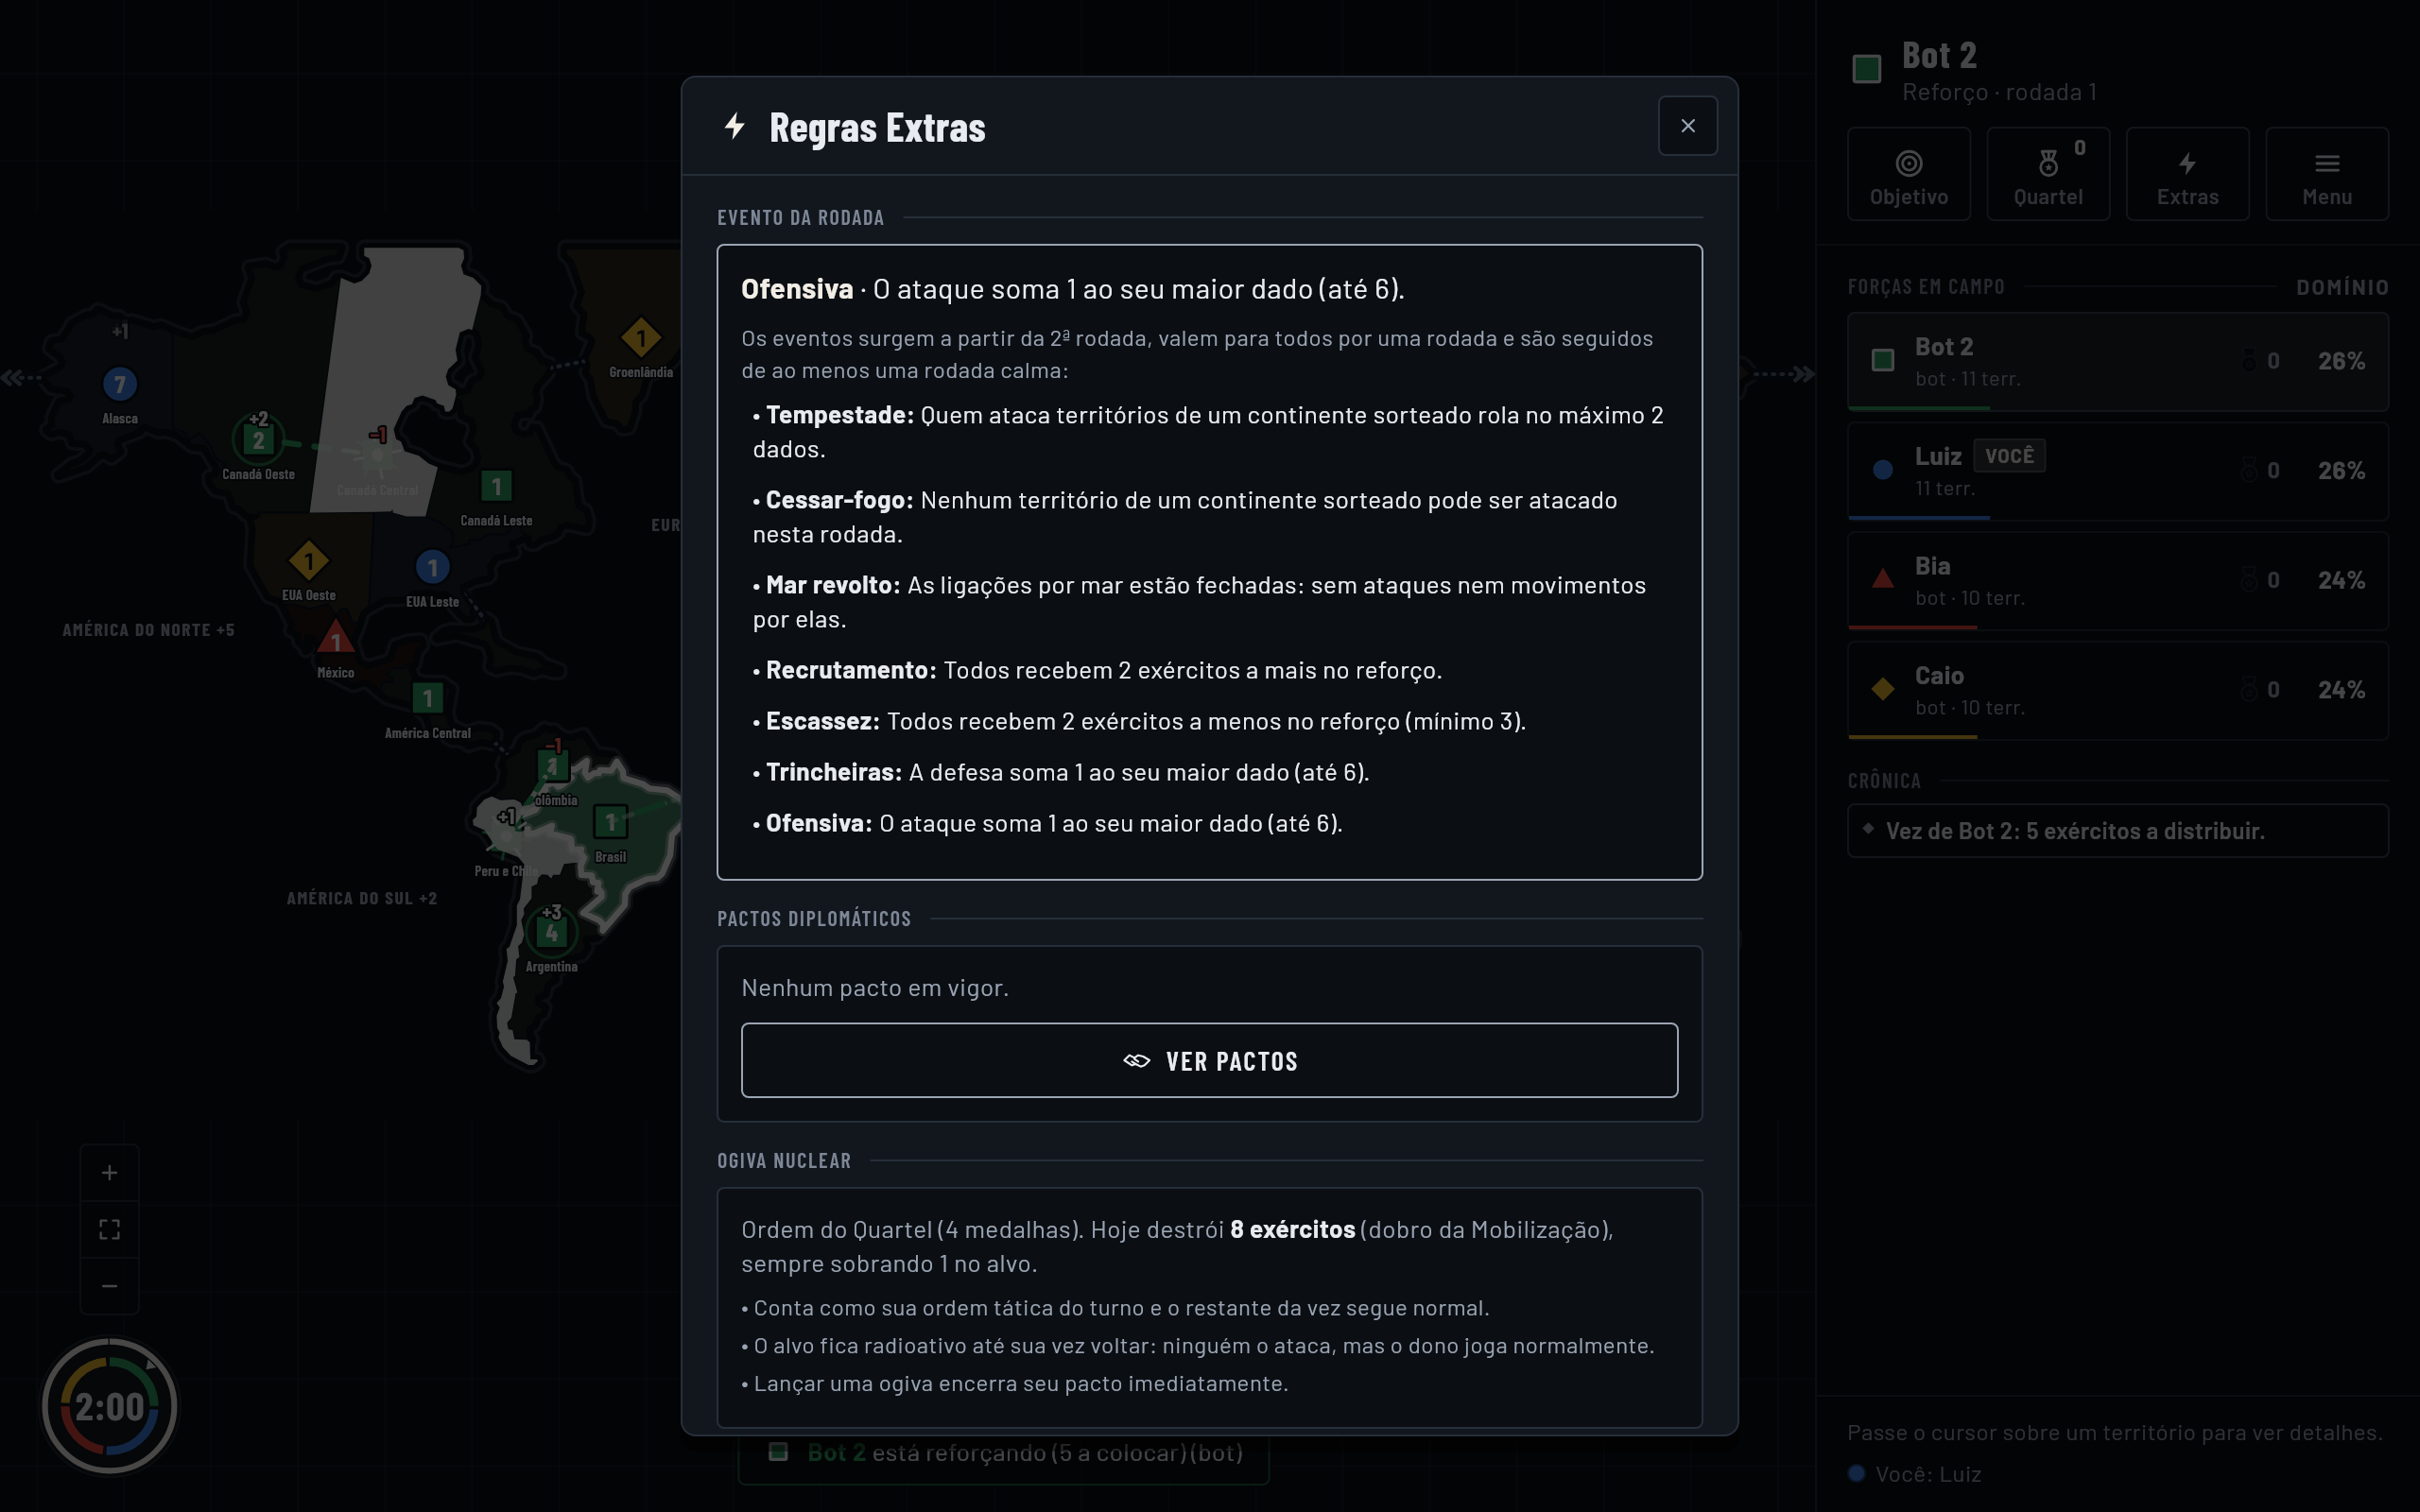 Bot 2
Reforço · rodada 1
Objetivo
Quartel
0
Extras
Menu
FORÇAS EM CAMPO
DOMÍNIO
Bot 2
bot · 11 terr.
0
26%
Luiz
VOCÊ
11 terr.
0
26%
Bia
bot · 10 terr.
0
24%
Caio
bot · 10 terr.
0
24%
CRÔNICA
Vez de Bot 2: 5 exércitos a distribuir.
Passe o cursor sobre um território para ver detalhes.
Você: Luiz
Regras Extras
EVENTO DA RODADA
Ofensiva · O ataque soma 1 ao seu maior dado (até 6).
Os eventos surgem a partir da 2ª rodada, valem para todos por uma rodada e são seguidos
de ao menos uma rodada calma:
• Tempestade: Quem ataca territórios de um continente sorteado rola no máximo 2
dados.
• Cessar-fogo: Nenhum território de um continente sorteado pode ser atacado
nesta rodada.
• Mar revolto: As ligações por mar estão fechadas: sem ataques nem movimentos
por elas.
• Recrutamento: Todos recebem 2 exércitos a mais no reforço.
• Escassez: Todos recebem 2 exércitos a menos no reforço (mínimo 3).
• Trincheiras: A defesa soma 1 ao seu maior dado (até 6).
• Ofensiva: O ataque soma 1 ao seu maior dado (até 6).
PACTOS DIPLOMÁTICOS
Nenhum pacto em vigor.
VER PACTOS
OGIVA NUCLEAR
Ordem do Quartel (4 medalhas). Hoje destrói 8 exércitos (dobro da Mobilização),
sempre sobrando 1 no alvo.
• Conta como sua ordem tática do turno e o restante da vez segue normal.
• O alvo fica radioativo até sua vez voltar: ninguém o ataca, mas o dono joga normalmente.
• Lançar uma ogiva encerra seu pacto imediatamente.
Bot 2 está reforçando (5 a colocar) (bot)
+1
7
Alasca
+2
2
Canadá Oeste
-1
Canadá Central
1
Canadá Leste
1
Groenlândia
EUR
1
EUA Oeste
1
EUA Leste
AMÉRICA DO NORTE +5
1
México
1
América Central
-1
olômbia
+1
Peru e Chile
1
Brasil
AMÉRICA DO SUL +2
+3
4
Argentina
+
−
2:00